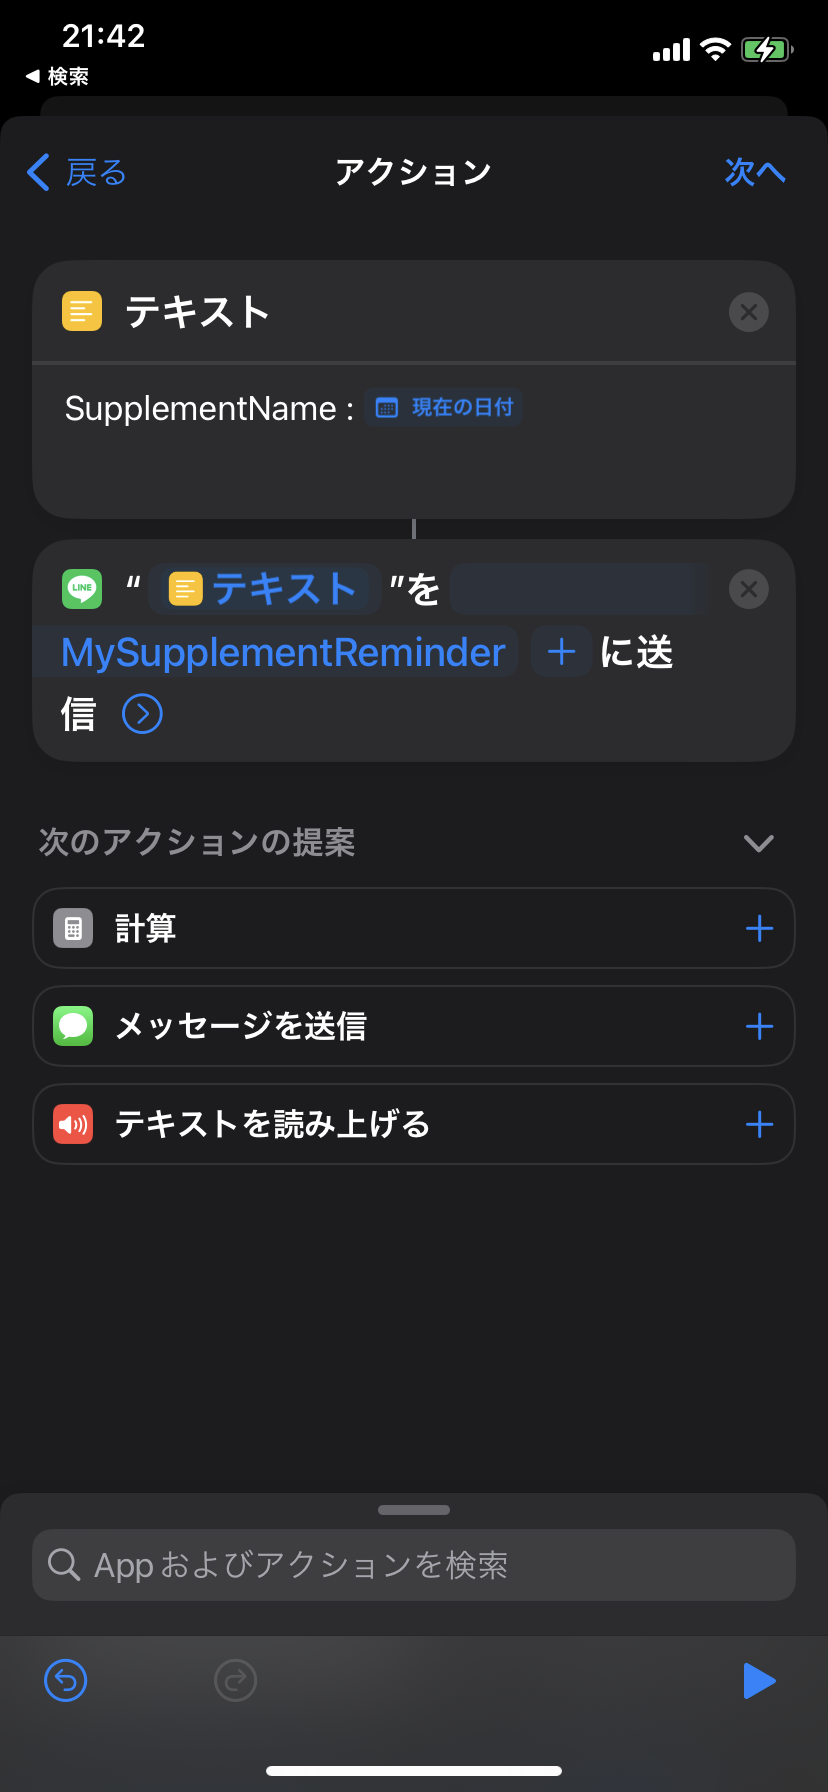 21:42
◀ 検索
戻る
アクション
次へ
テキスト
SupplementName : 現在の日付
LINE
“ テキスト ”を
MySupplementReminder + に送
信
次のアクションの提案
計算
メッセージを送信
テキストを読み上げる
Appおよびアクションを検索